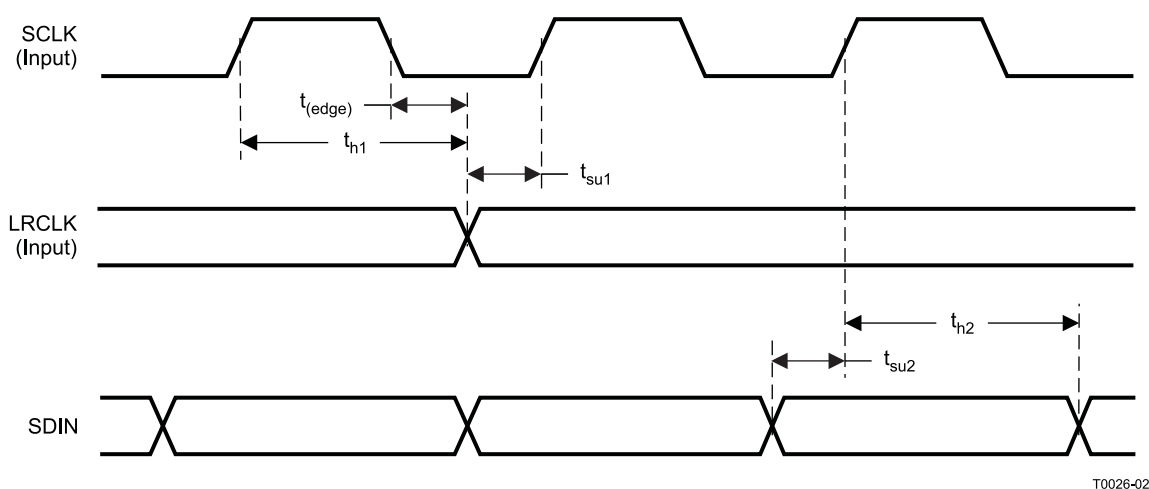 SCLK
(Input)
t(edge)
th1
tsu1
LRCLK
(Input)
th2
tsu2
SDIN
T0026-02